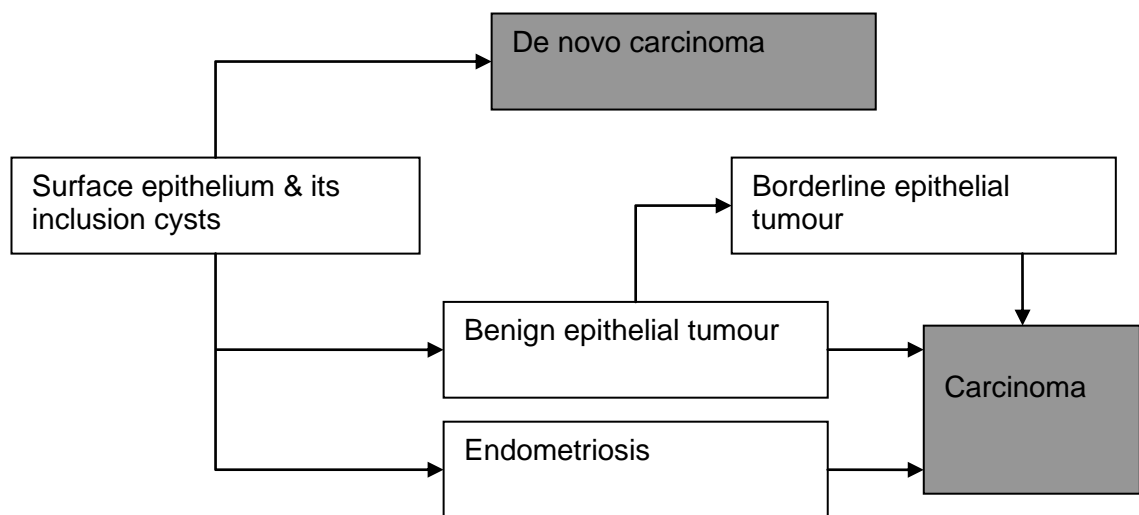 De novo carcinoma
Surface epithelium & its
inclusion cysts
Borderline epithelial
tumour
Benign epithelial tumour
Carcinoma
Endometriosis